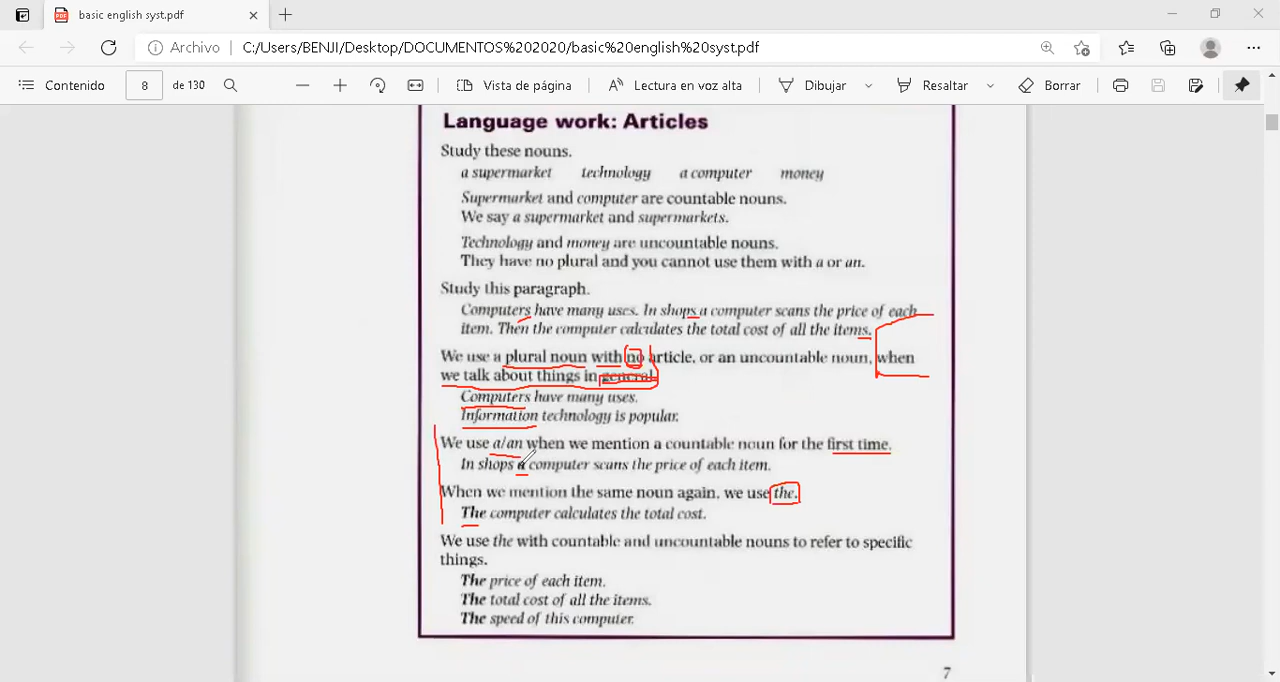 basic english syst.pdf
Archivo C:/Users/BENJI/Desktop/DOCUMENTOS%202020/basic%20english%20syst.pdf
Contenido 8 de 130 Vista de página Lectura en voz alta Dibujar Resaltar Borrar
Language work: Articles
Study these nouns.
a supermarket technology a computer money
Supermarket and computer are countable nouns.
We say a supermarket and supermarkets.
Technology and money are uncountable nouns.
They have no plural and you cannot use them with a or an.
Study this paragraph.
Computers have many uses. In shops a computer scans the price of each
item. Then the computer calculates the total cost of all the items.
We use a plural noun with no article, or an uncountable noun, when
we talk about things in general.
Computers have many uses.
Information technology is popular.
We use a/an when we mention a countable noun for the first time.
In shops a computer scans the price of each item.
When we mention the same noun again, we use the.
The computer calculates the total cost.
We use the with countable and uncountable nouns to refer to specific
things.
The price of each item.
The total cost of all the items.
The speed of this computer.
7